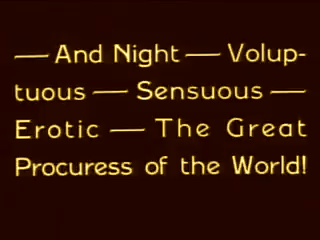 — And Night — Volup-
tuous — Sensuous —
Erotic — The Great
Procuress of the World!